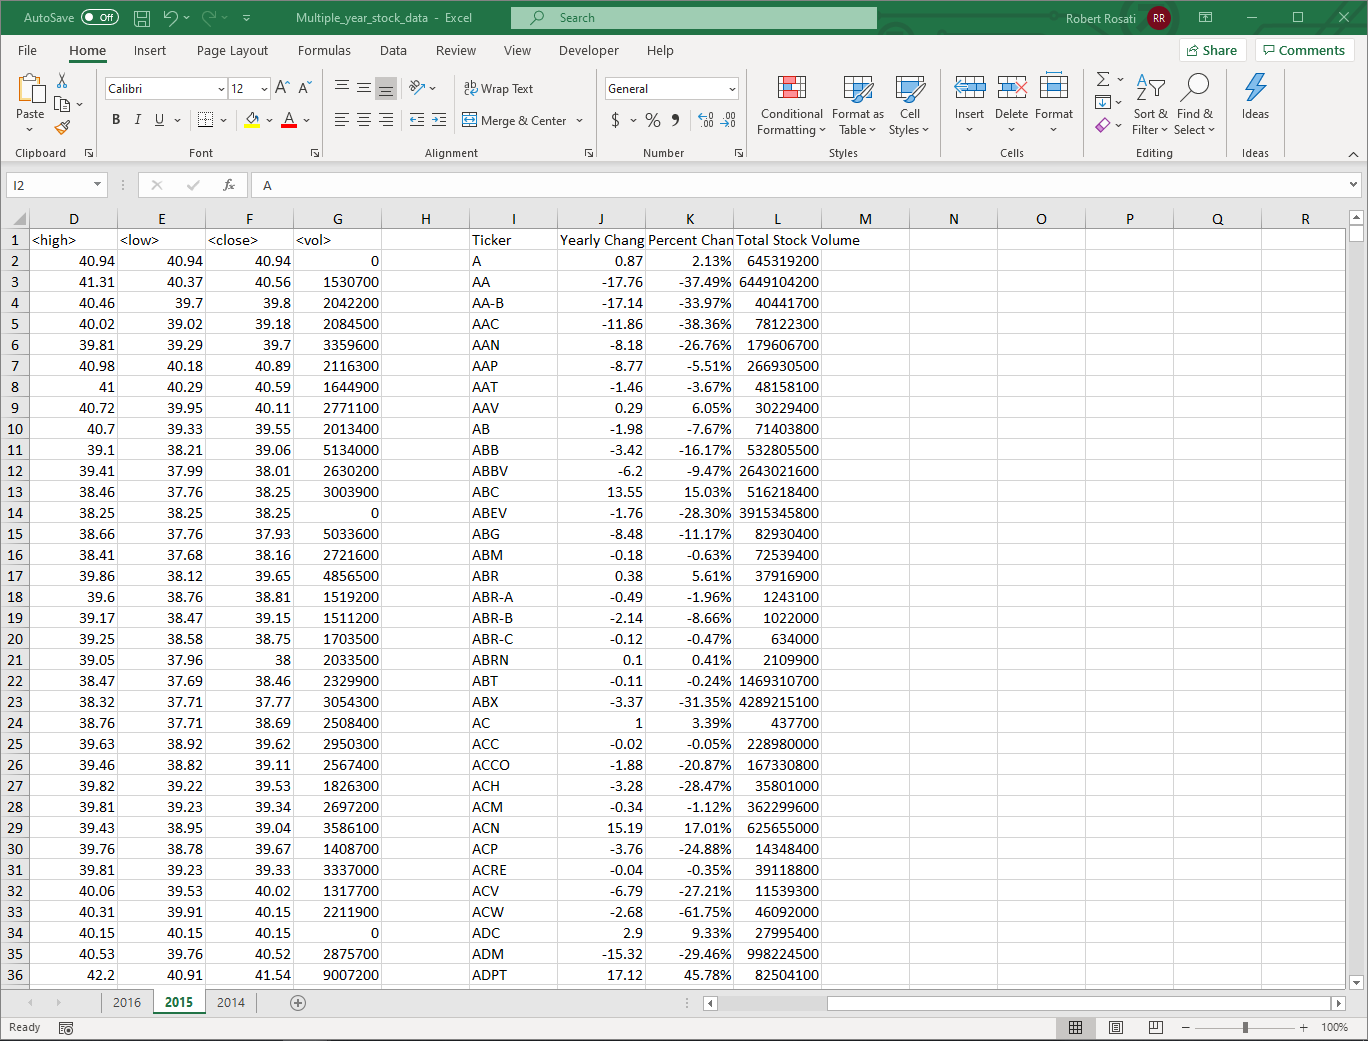 AutoSave Off Multiple_year_stock_data - Excel Search Robert Rosati RR
File Home Insert Page Layout Formulas Data Review View Developer Help Share Comments
Calibri 12 Wrap Text General
Paste B I U Merge & Center $ % Conditional Formatting Format as Table Cell Styles Insert Delete Format Sort & Filter Find & Select Ideas
Clipboard Font Alignment Number Styles Cells Editing Ideas
I2 fx A
D E F G H I J K L M N O P Q R
1 <high> <low> <close> <vol> Ticker Yearly Chang Percent Chan Total Stock Volume
2 40.94 40.94 40.94 0 A 0.87 2.13% 645319200
3 41.31 40.37 40.56 1530700 AA -17.76 -37.49% 6449104200
4 40.46 39.7 39.8 2042200 AA-B -17.14 -33.97% 40441700
5 40.02 39.02 39.18 2084500 AAC -11.86 -38.36% 78122300
6 39.81 39.29 39.7 3359600 AAN -8.18 -26.76% 179606700
7 40.98 40.18 40.89 2116300 AAP -8.77 -5.51% 266930500
8 41 40.29 40.59 1644900 AAT -1.46 -3.67% 48158100
9 40.72 39.95 40.11 2771100 AAV 0.29 6.05% 30229400
10 40.7 39.33 39.55 2013400 AB -1.98 -7.67% 71403800
11 39.1 38.21 39.06 5134000 ABB -3.42 -16.17% 532805500
12 39.41 37.99 38.01 2630200 ABBV -6.2 -9.47% 2643021600
13 38.46 37.76 38.25 3003900 ABC 13.55 15.03% 516218400
14 38.25 38.25 38.25 0 ABEV -1.76 -28.30% 3915345800
15 38.66 37.76 37.93 5033600 ABG -8.48 -11.17% 82930400
16 38.41 37.68 38.16 2721600 ABM -0.18 -0.63% 72539400
17 39.86 38.12 39.65 4856500 ABR 0.38 5.61% 37916900
18 39.6 38.76 38.81 1519200 ABR-A -0.49 -1.96% 1243100
19 39.17 38.47 39.15 1511200 ABR-B -2.14 -8.66% 1022000
20 39.25 38.58 38.75 1703500 ABR-C -0.12 -0.47% 634000
21 39.05 37.96 38 2033500 ABRN 0.1 0.41% 2109900
22 38.47 37.69 38.46 2329900 ABT -0.11 -0.24% 1469310700
23 38.32 37.71 37.77 3054300 ABX -3.37 -31.35% 4289215100
24 38.76 37.71 38.69 2508400 AC 1 3.39% 437700
25 39.63 38.92 39.62 2950300 ACC -0.02 -0.05% 228980000
26 39.46 38.82 39.11 2567400 ACCO -1.88 -20.87% 167330800
27 39.82 39.22 39.53 1826300 ACH -3.28 -28.47% 35801000
28 39.81 39.23 39.34 2697200 ACM -0.34 -1.12% 362299600
29 39.43 38.95 39.04 3586100 ACN 15.19 17.01% 625655000
30 39.76 38.78 39.67 1408700 ACP -3.76 -24.88% 14348400
31 39.81 39.23 39.33 3337000 ACRE -0.04 -0.35% 39118800
32 40.06 39.53 40.02 1317700 ACV -6.79 -27.21% 11539300
33 40.31 39.91 40.15 2211900 ACW -2.68 -61.75% 46092000
34 40.15 40.15 40.15 0 ADC 2.9 9.33% 27995400
35 40.53 39.76 40.52 2875700 ADM -15.32 -29.46% 998224500
36 42.2 40.91 41.54 9007200 ADPT 17.12 45.78% 82504100
2016 2015 2014
Ready 100%